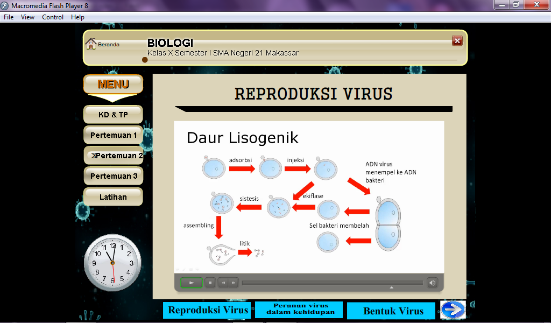 Macromedia Flash Player 8
File View Control Help
Beranda
BIOLOGI
Kelas X Semester I SMA Negeri 21 Makassar
MENU
KD & TP
Pertemuan 1
Pertemuan 2
Pertemuan 3
Latihan
REPRODUKSI VIRUS
Daur Lisogenik
adsorbsi
injeksi
ADN virus
menempel ke ADN
bakteri
sistesis
Sel bakteri membelah
assembling
litik
Reproduksi Virus
Peranan virus
dalam kehidupan
Bentuk Virus